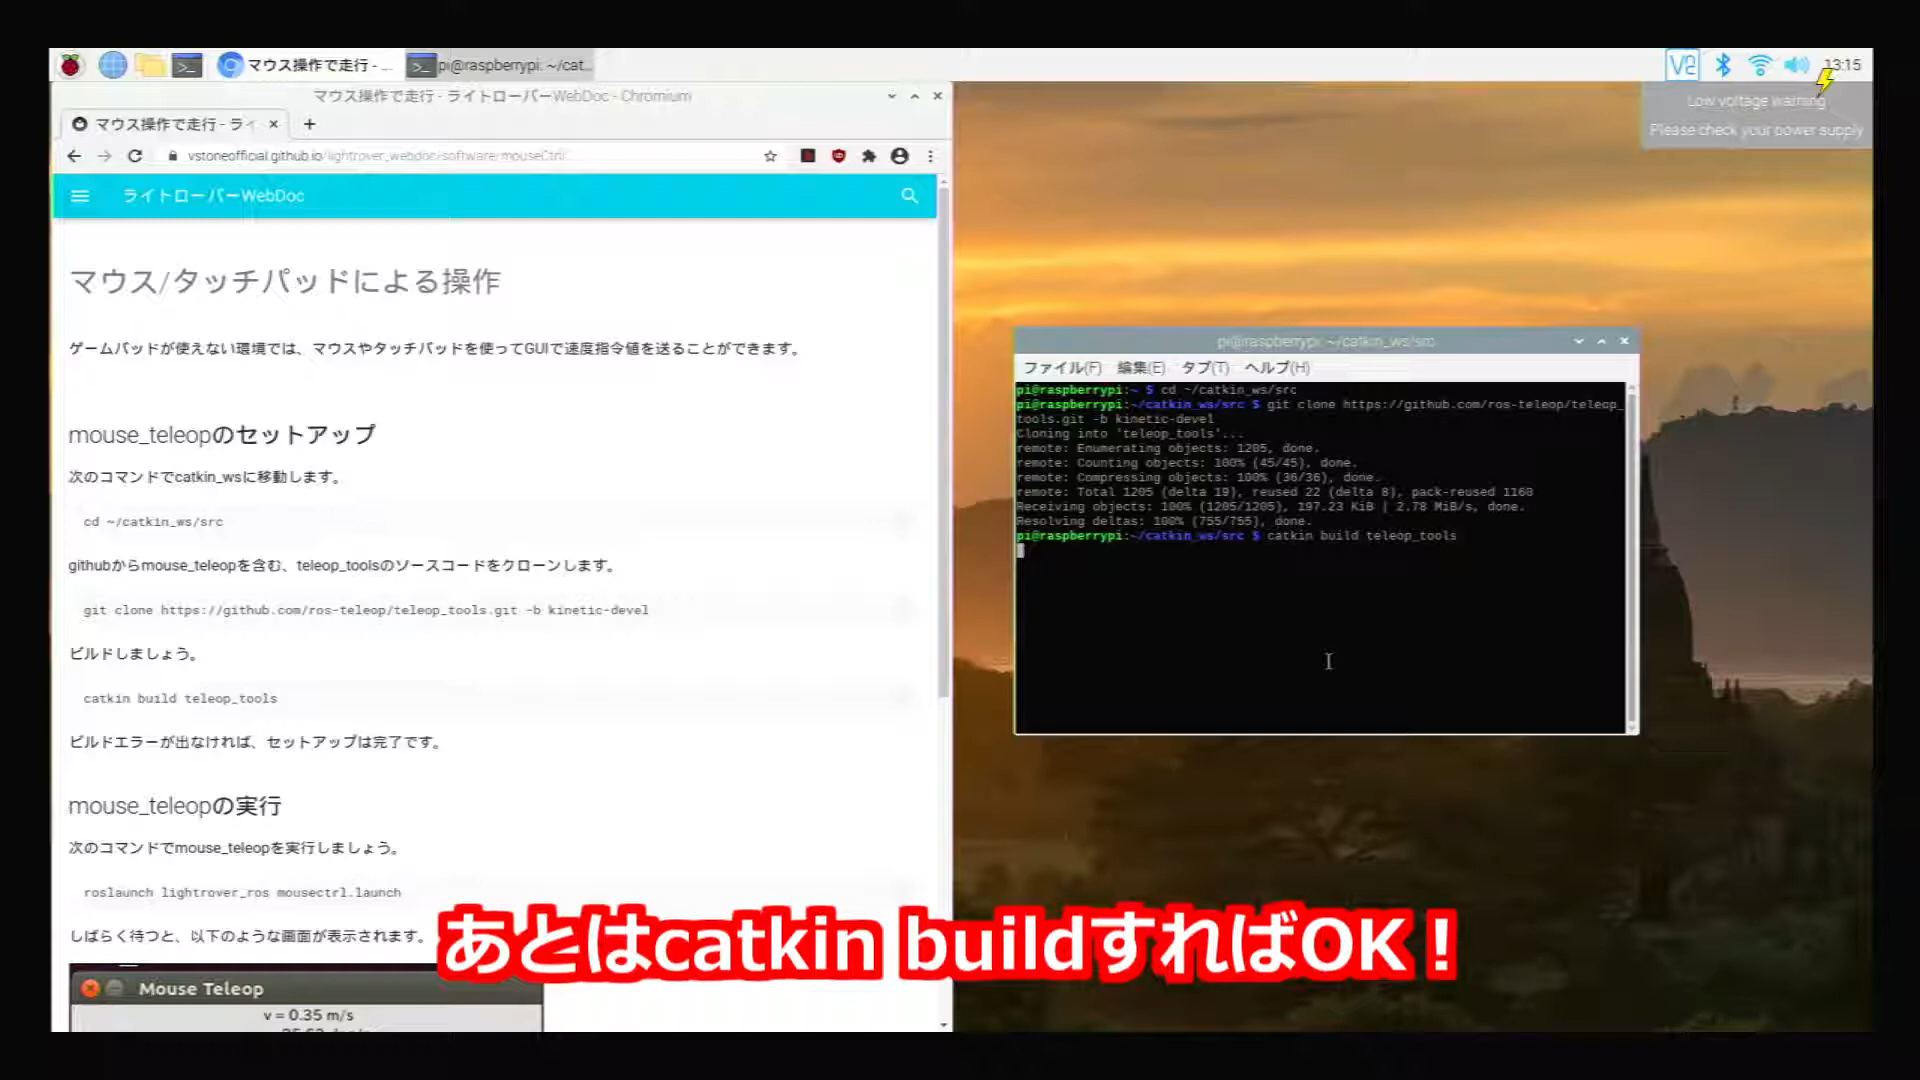 マウス操作で走行 - ...
pi@raspberrypi: ~/cat...
13:15
Low voltage warning
Please check your power supply
マウス操作で走行 - ライトローバーWebDoc - Chromium
マウス操作で走行 - ライ
vstoneofficial.github.io/lightrover_webdoc/software/mouseCtrl/
ライトローバーWebDoc
マウス/タッチパッドによる操作
ゲームパッドが使えない環境では、マウスやタッチパッドを使ってGUIで速度指令値を送ることができます。
mouse_teleopのセットアップ
次のコマンドでcatkin_wsに移動します。
cd ~/catkin_ws/src
githubからmouse_teleopを含む、teleop_toolsのソースコードをクローンします。
git clone https://github.com/ros-teleop/teleop_tools.git -b kinetic-devel
ビルドしましょう。
catkin build teleop_tools
ビルドエラーが出なければ、セットアップは完了です。
mouse_teleopの実行
次のコマンドでmouse_teleopを実行しましょう。
roslaunch lightrover_ros mousectrl.launch
しばらく待つと、以下のような画面が表示されます。
Mouse Teleop
v = 0.35 m/s
pi@raspberrypi: ~/catkin_ws/src
ファイル(F) 編集(E) タブ(T) ヘルプ(H)
pi@raspberrypi:~ $ cd ~/catkin_ws/src
pi@raspberrypi:~/catkin_ws/src $ git clone https://github.com/ros-teleop/teleop_
tools.git -b kinetic-devel
Cloning into 'teleop_tools'...
remote: Enumerating objects: 1205, done.
remote: Counting objects: 100% (45/45), done.
remote: Compressing objects: 100% (36/36), done.
remote: Total 1205 (delta 19), reused 22 (delta 8), pack-reused 1160
Receiving objects: 100% (1205/1205), 197.23 KiB | 2.78 MiB/s, done.
Resolving deltas: 100% (755/755), done.
pi@raspberrypi:~/catkin_ws/src $ catkin build teleop_tools
あとはcatkin buildすればOK！